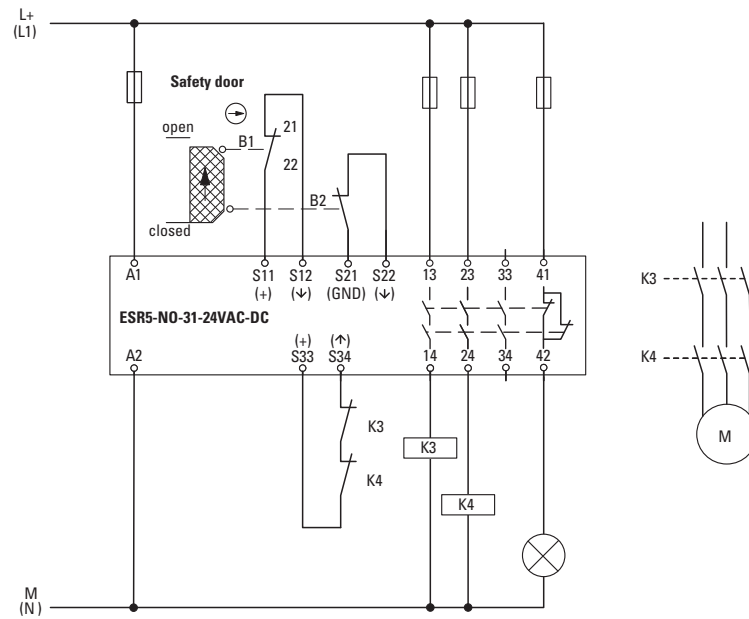 L+
(L1)
Safety door
open
B1
21
22
B2
closed
A1
S11
(+)
S12
(↓)
S21
(GND)
S22
(↓)
13
23
33
41
ESR5-NO-31-24VAC-DC
A2
(+)
S33
(↑)
S34
14
24
34
42
K3
K4
K3
K4
K3
K4
M
M
(N)